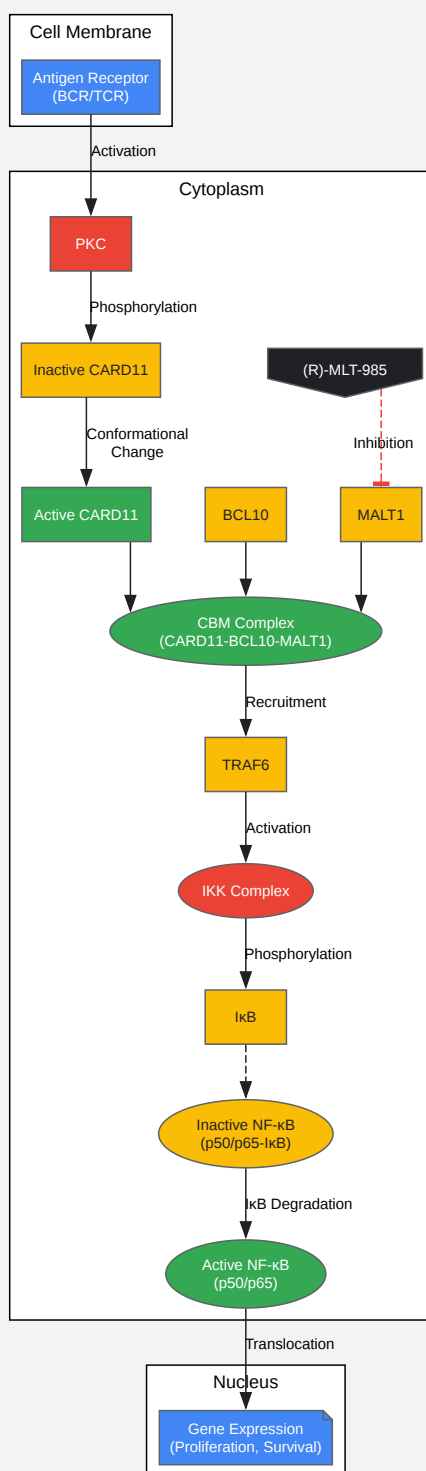 Cell Membrane
Antigen Receptor
(BCR/TCR)
Activation
Cytoplasm
PKC
Phosphorylation
Inactive CARD11
(R)-MLT-985
Conformational
Change
Inhibition
Active CARD11
BCL10
MALT1
CBM Complex
(CARD11-BCL10-MALT1)
Recruitment
TRAF6
Activation
IKK Complex
Phosphorylation
IκB
Inactive NF-κB
(p50/p65-IκB)
IκB Degradation
Active NF-κB
(p50/p65)
Translocation
Nucleus
Gene Expression
(Proliferation, Survival)